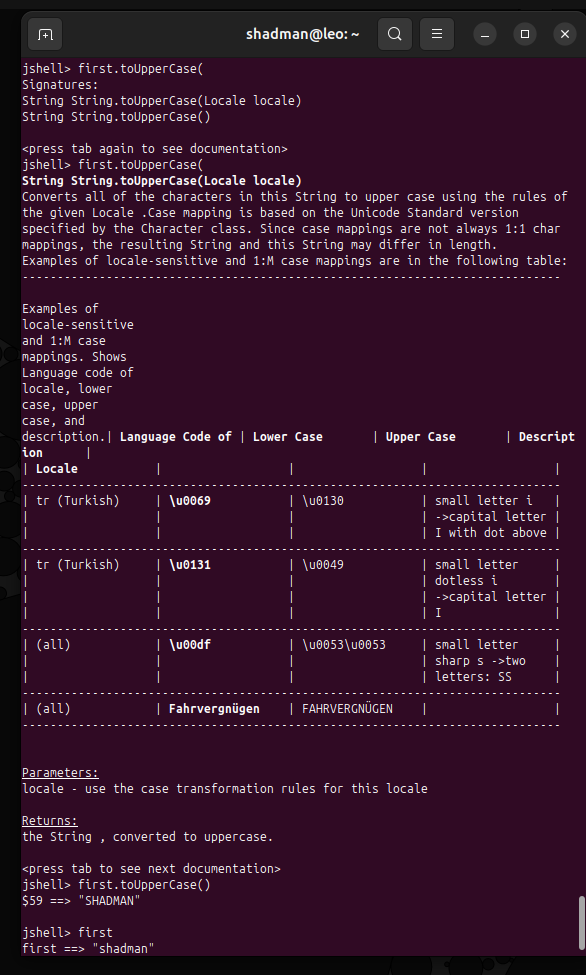 shadman@leo: ~
jshell> first.toUpperCase(
Signatures:
String String.toUpperCase(Locale locale)
String String.toUpperCase()
<press tab again to see documentation>
jshell> first.toUpperCase(
String String.toUpperCase(Locale locale)
Converts all of the characters in this String to upper case using the rules of
the given Locale .Case mapping is based on the Unicode Standard version
specified by the Character class. Since case mappings are not always 1:1 char
mappings, the resulting String and this String may differ in length.
Examples of locale-sensitive and 1:M case mappings are in the following table:
-------------------------------------------------------------------------------
Examples of
locale-sensitive
and 1:M case
mappings. Shows
Language code of
locale, lower
case, upper
case, and
description.| Language Code of | Lower Case       | Upper Case       | Descript
ion      |
| Locale           |                  |                  |                  |
-------------------------------------------------------------------------------
| tr (Turkish)     | \u0069           | \u0130           | small letter i   |
|                  |                  |                  | ->capital letter |
|                  |                  |                  | I with dot above |
-------------------------------------------------------------------------------
| tr (Turkish)     | \u0131           | \u0049           | small letter     |
|                  |                  |                  | dotless i        |
|                  |                  |                  | ->capital letter |
|                  |                  |                  | I                |
-------------------------------------------------------------------------------
| (all)            | \u00df           | \u0053\u0053     | small letter     |
|                  |                  |                  | sharp s ->two    |
|                  |                  |                  | letters: SS      |
-------------------------------------------------------------------------------
| (all)            | Fahrvergnügen    | FAHRVERGNÜGEN    |                  |
-------------------------------------------------------------------------------
Parameters:
locale - use the case transformation rules for this locale
Returns:
the String , converted to uppercase.
<press tab to see next documentation>
jshell> first.toUpperCase()
$59 ==> "SHADMAN"
jshell> first
first ==> "shadman"